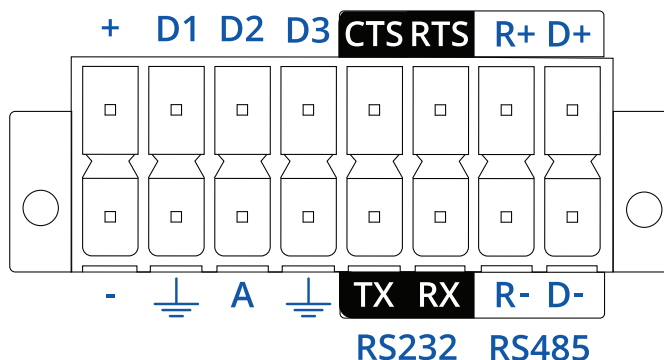 + D1 D2 D3 CTS RTS R+ D+
- A TX RX R- D-
RS232 RS485